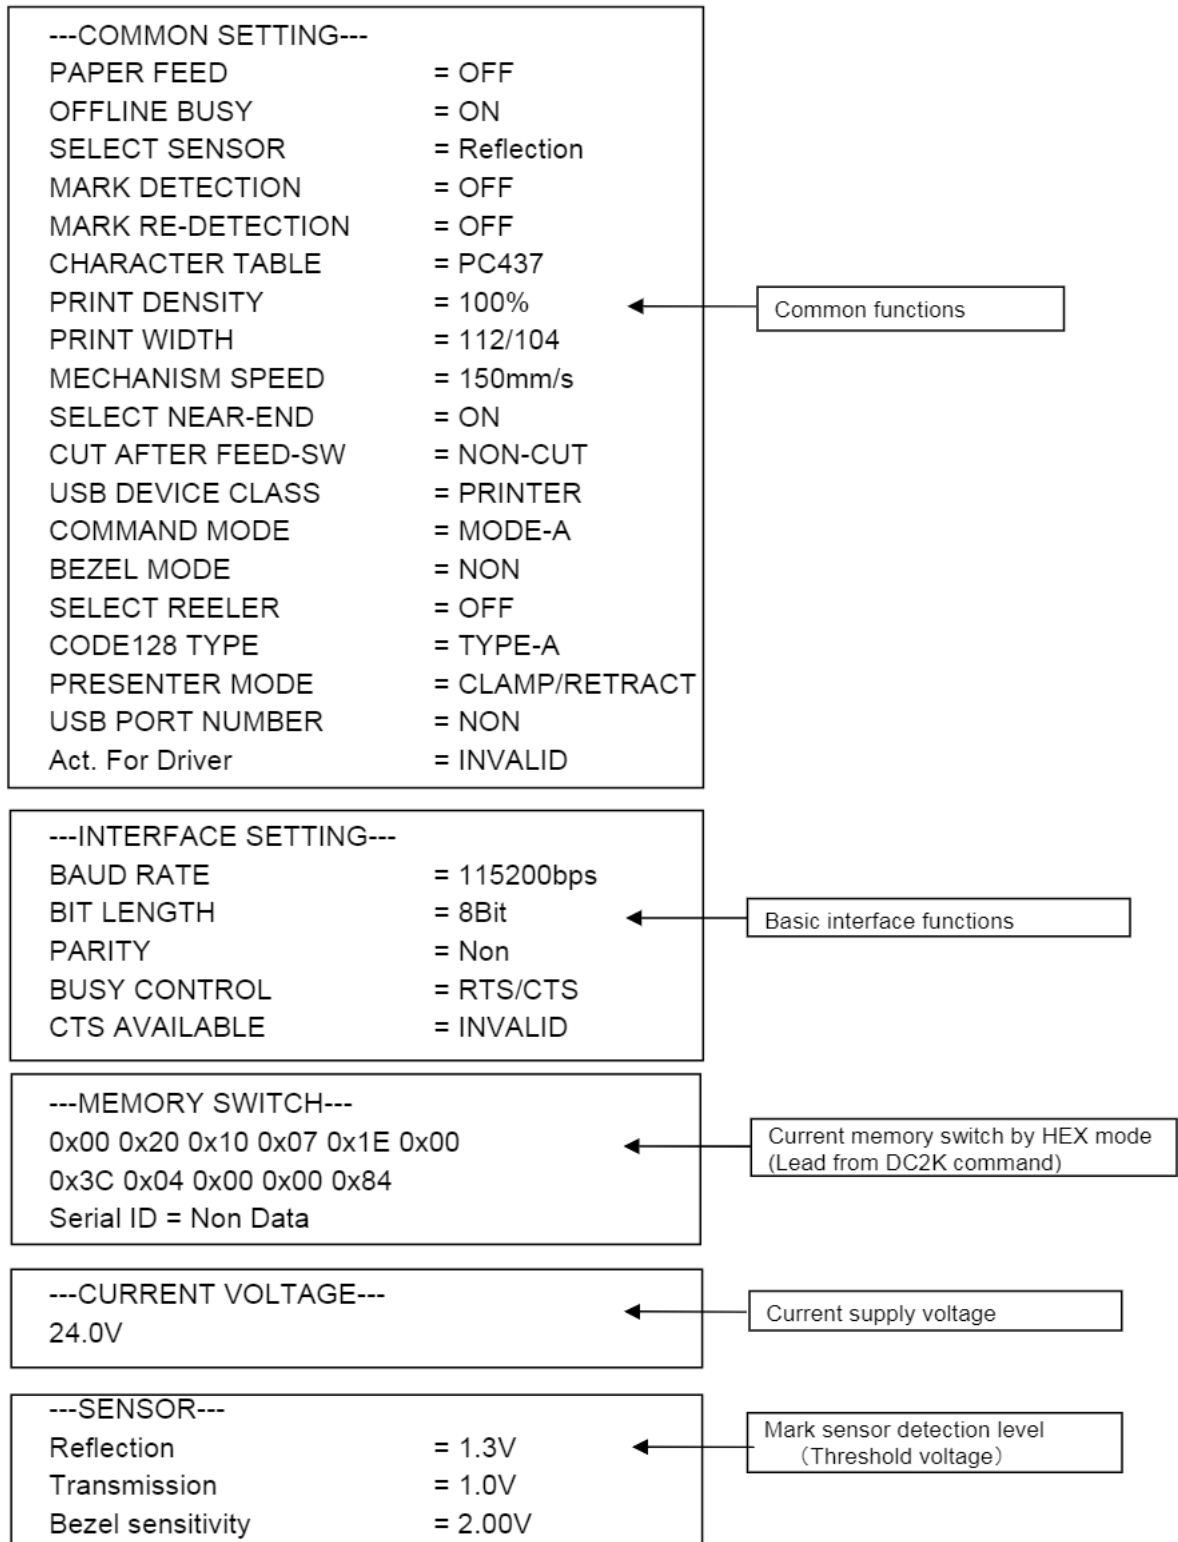 ---COMMON SETTING---
PAPER FEED = OFF
OFFLINE BUSY = ON
SELECT SENSOR = Reflection
MARK DETECTION = OFF
MARK RE-DETECTION = OFF
CHARACTER TABLE = PC437
PRINT DENSITY = 100%
Common functions
PRINT WIDTH = 112/104
MECHANISM SPEED = 150mm/s
SELECT NEAR-END = ON
CUT AFTER FEED-SW = NON-CUT
USB DEVICE CLASS = PRINTER
COMMAND MODE = MODE-A
BEZEL MODE = NON
SELECT REELER = OFF
CODE128 TYPE = TYPE-A
PRESENTER MODE = CLAMP/RETRACT
USB PORT NUMBER = NON
Act. For Driver = INVALID
---INTERFACE SETTING---
BAUD RATE = 115200bps
BIT LENGTH = 8Bit
Basic interface functions
PARITY = Non
BUSY CONTROL = RTS/CTS
CTS AVAILABLE = INVALID
---MEMORY SWITCH---
0x00 0x20 0x10 0x07 0x1E 0x00
0x3C 0x04 0x00 0x00 0x84
Serial ID = Non Data
Current memory switch by HEX mode
(Lead from DC2K command)
---CURRENT VOLTAGE---
24.0V
Current supply voltage
---SENSOR---
Reflection = 1.3V
Transmission = 1.0V
Bezel sensitivity = 2.00V
Mark sensor detection level
（Threshold voltage）